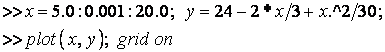 >>x = 5.0 : 0.001 : 20.0;  y = 24 − 2 * x / 3 + x.^2 / 30;
>>plot(x, y);  grid on